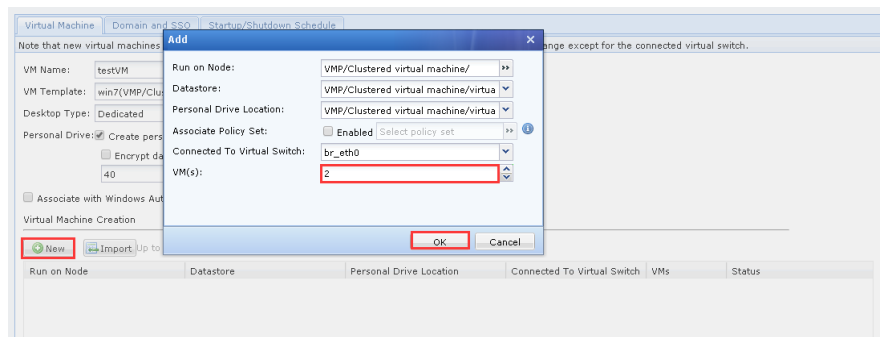 Virtual Machine Domain and SSO Startup/Shutdown Schedule
Note that new virtual machines
ange except for the connected virtual switch.
VM Name: testVM
VM Template: win7(VMP/Clu
Desktop Type: Dedicated
Personal Drive: Create pers
Encrypt da
40
Associate with Windows Aut
Virtual Machine Creation
New Import Up to
Run on Node Datastore Personal Drive Location Connected To Virtual Switch VMs Status
Add
Run on Node: VMP/Clustered virtual machine/
Datastore: VMP/Clustered virtual machine/virtua
Personal Drive Location: VMP/Clustered virtual machine/virtua
Associate Policy Set: Enabled Select policy set
Connected To Virtual Switch: br_eth0
VM(s): 2
OK Cancel